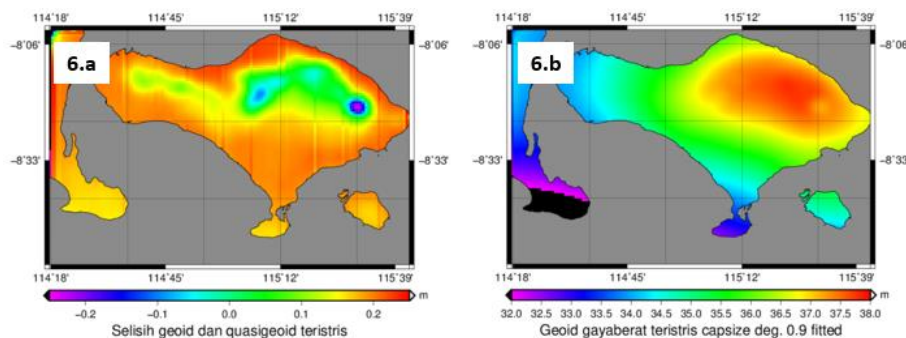 114°18' 114°45' 115°12' 115°39'
-8°06'
6.a
-8°33'
114°18' 114°45' 115°12' 115°39'
m
-0.2 -0.1 0.0 0.1 0.2
Selisih geoid dan quasigeoid teristris
114°18' 114°45' 115°12' 115°39'
-8°06' -8°06'
6.b
-8°33' -8°33'
114°18' 114°45' 115°12' 115°39'
m
32.0 32.5 33.0 33.5 34.0 34.5 35.0 35.5 36.0 36.5 37.0 37.5 38.0
Geoid gayaberat teristris capsize deg. 0.9 fitted